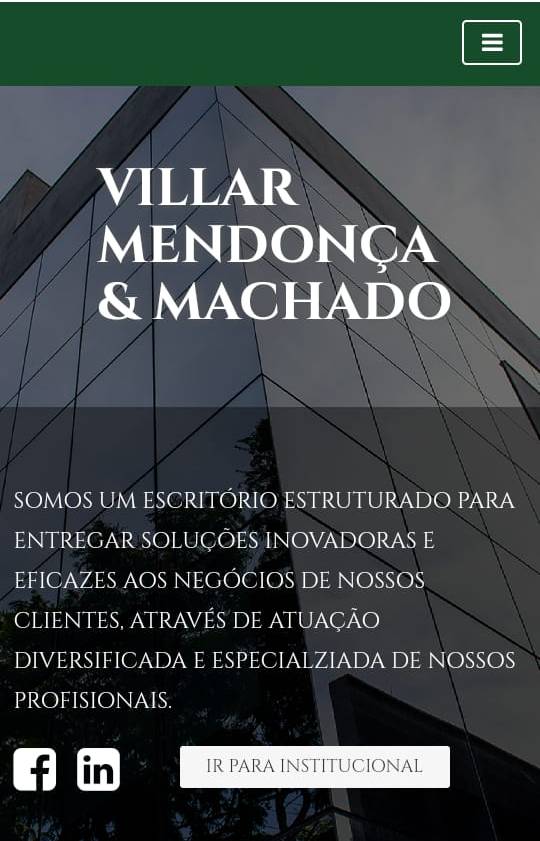 VILLAR
MENDONÇA
& MACHADO
SOMOS UM ESCRITÓRIO ESTRUTURADO PARA
ENTREGAR SOLUÇÕES INOVADORAS E
EFICAZES AOS NEGÓCIOS DE NOSSOS
CLIENTES, ATRAVÉS DE ATUAÇÃO
DIVERSIFICADA E ESPECIALZIADA DE NOSSOS
PROFISIONAIS.
IR PARA INSTITUCIONAL